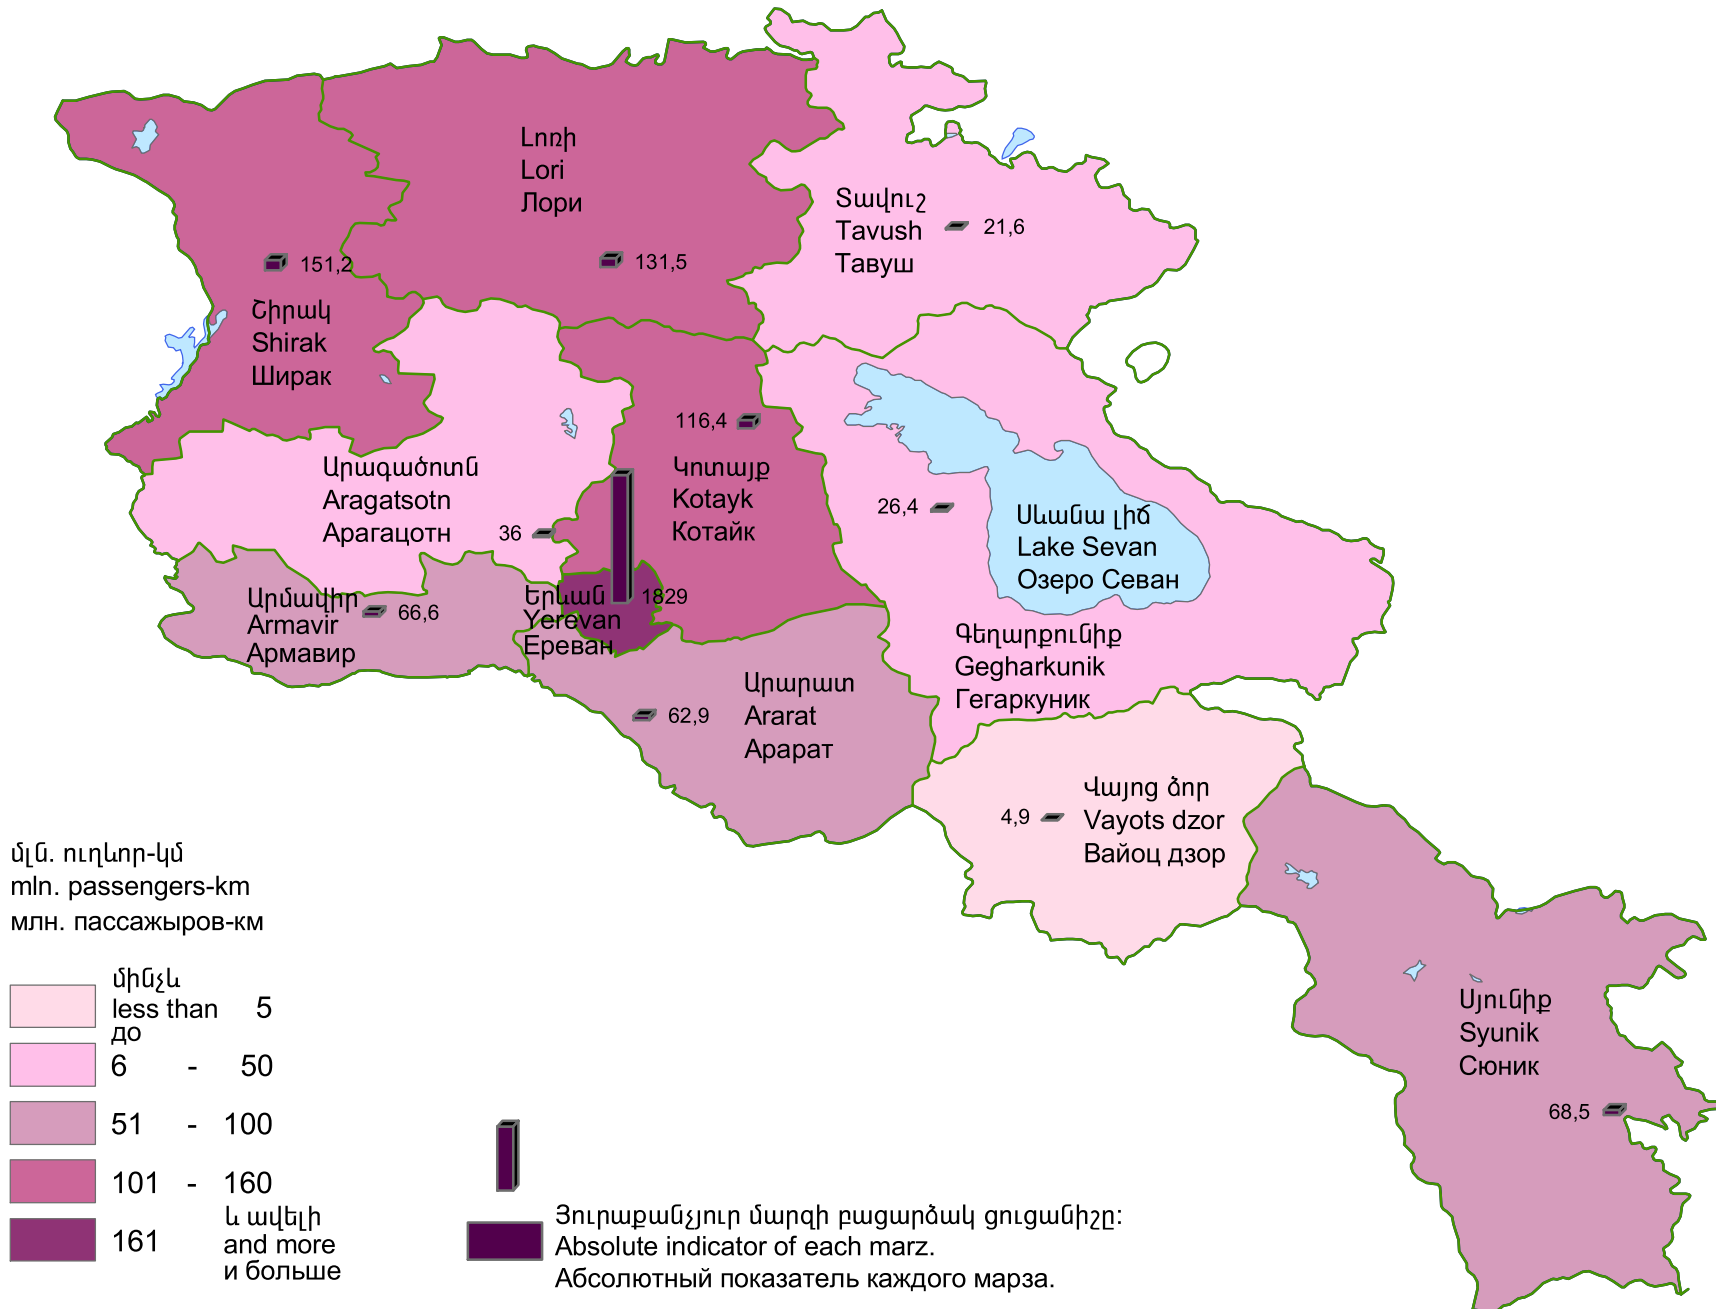 Լոռի
Lori
Лори
131,5
Տավուշ
Tavush
Тавуш
21,6
151,2
Շիրակ
Shirak
Ширак
116,4
Կոտայք
Kotayk
Котайк
Արագածոտն
Aragatsotn
Арагацотн
36
26,4
Սևանա լիճ
Lake Sevan
Озеро Севан
Գեղարքունիք
Gegharkunik
Гегаркуник
Արմավիր
Armavir
Армавир
66,6
Երևան
Yerevan
Ереван
1829
Արարատ
Ararat
Арарат
62,9
4,9
Վայոց ձոր
Vayots dzor
Вайоц дзор
Սյունիք
Syunik
Сюник
68,5
մլն. ուղևոր-կմ
mln. passengers-km
млн. пассажыров-км
մինչև
less than 5
до
6 - 50
51 - 100
101 - 160
161 և ավելի
and more
и больше
Յուրաքանչյուր մարզի բացարձակ ցուցանիշը:
Absolute indicator of each marz.
Абсолютный показатель каждого марза.